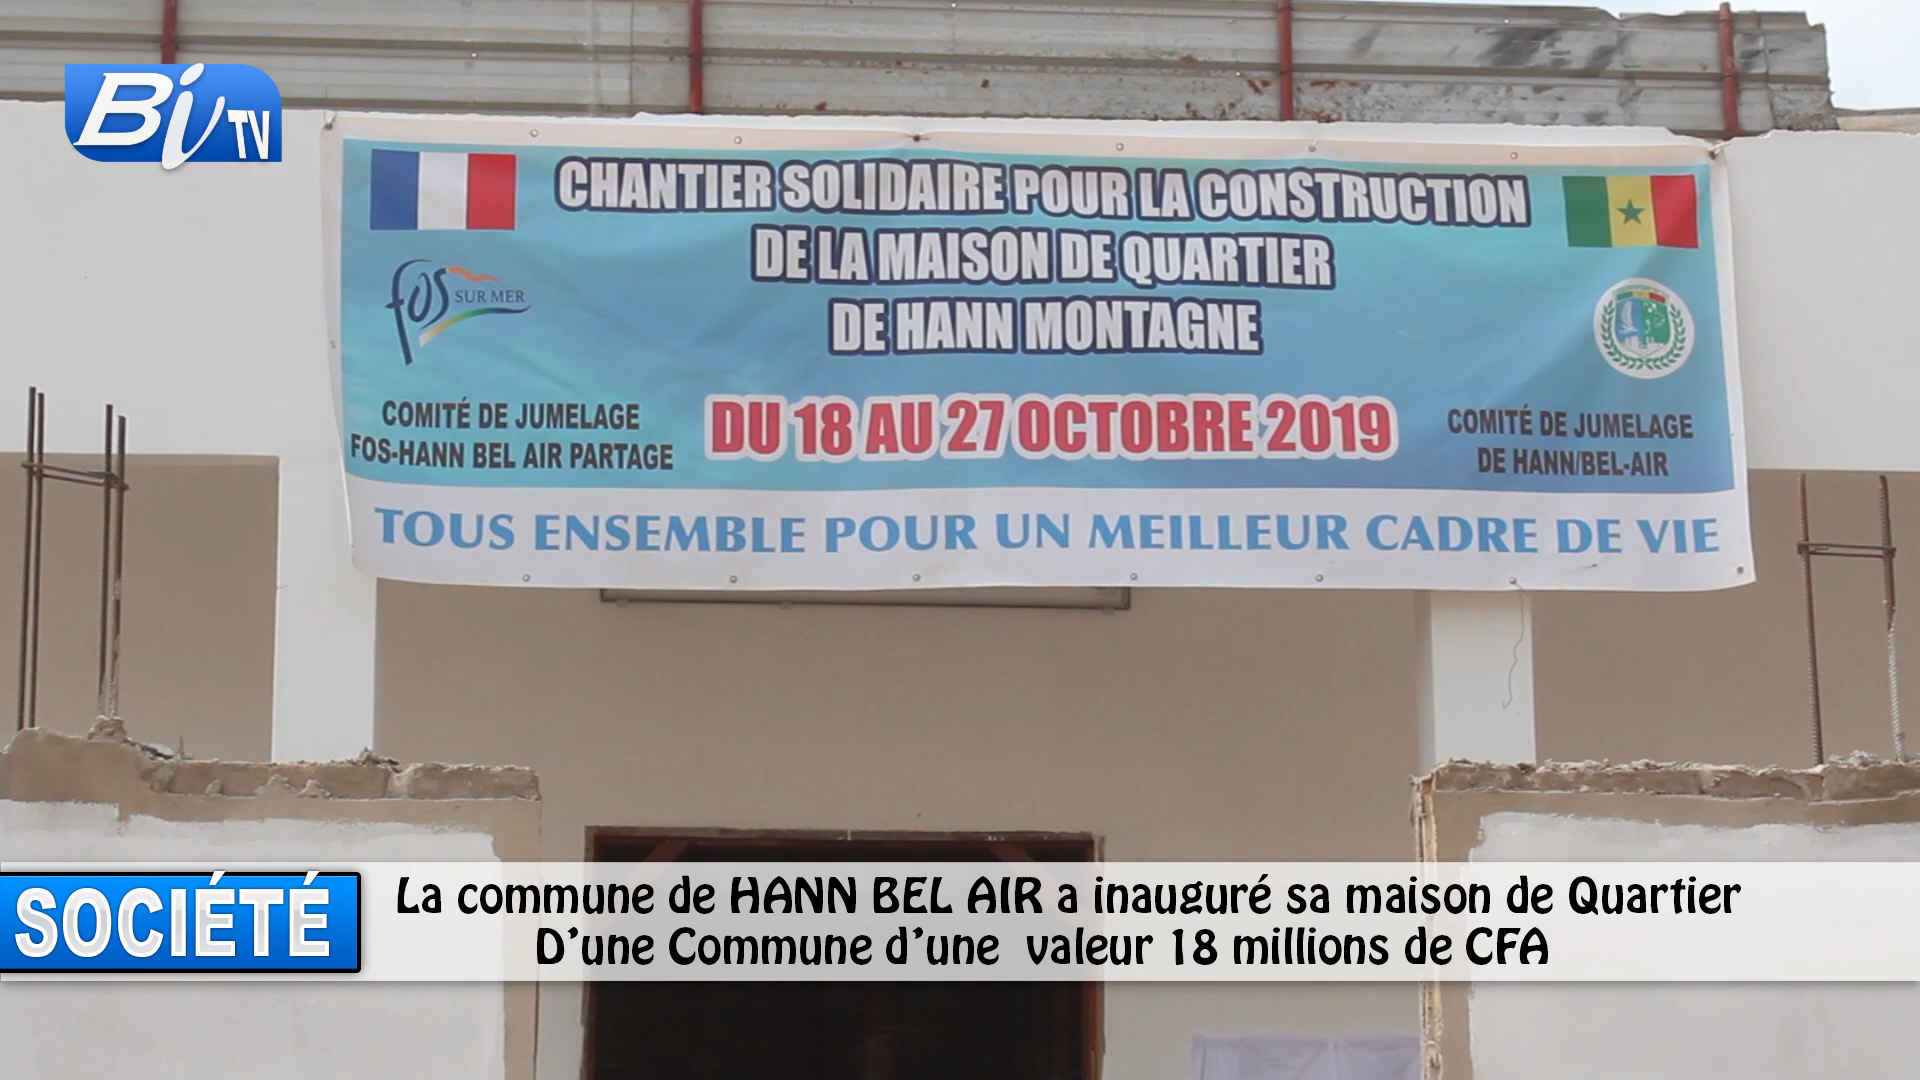 Bi TV
CHANTIER SOLIDAIRE POUR LA CONSTRUCTION
DE LA MAISON DE QUARTIER
DE HANN MONTAGNE
fos SUR MER
COMITÉ DE JUMELAGE
FOS-HANN BEL AIR PARTAGE
DU 18 AU 27 OCTOBRE 2019
COMITÉ DE JUMELAGE
DE HANN/BEL-AIR
TOUS ENSEMBLE POUR UN MEILLEUR CADRE DE VIE
SOCIÉTÉ
La commune de HANN BEL AIR a inauguré sa maison de Quartier
D'une Commune d'une valeur 18 millions de CFA